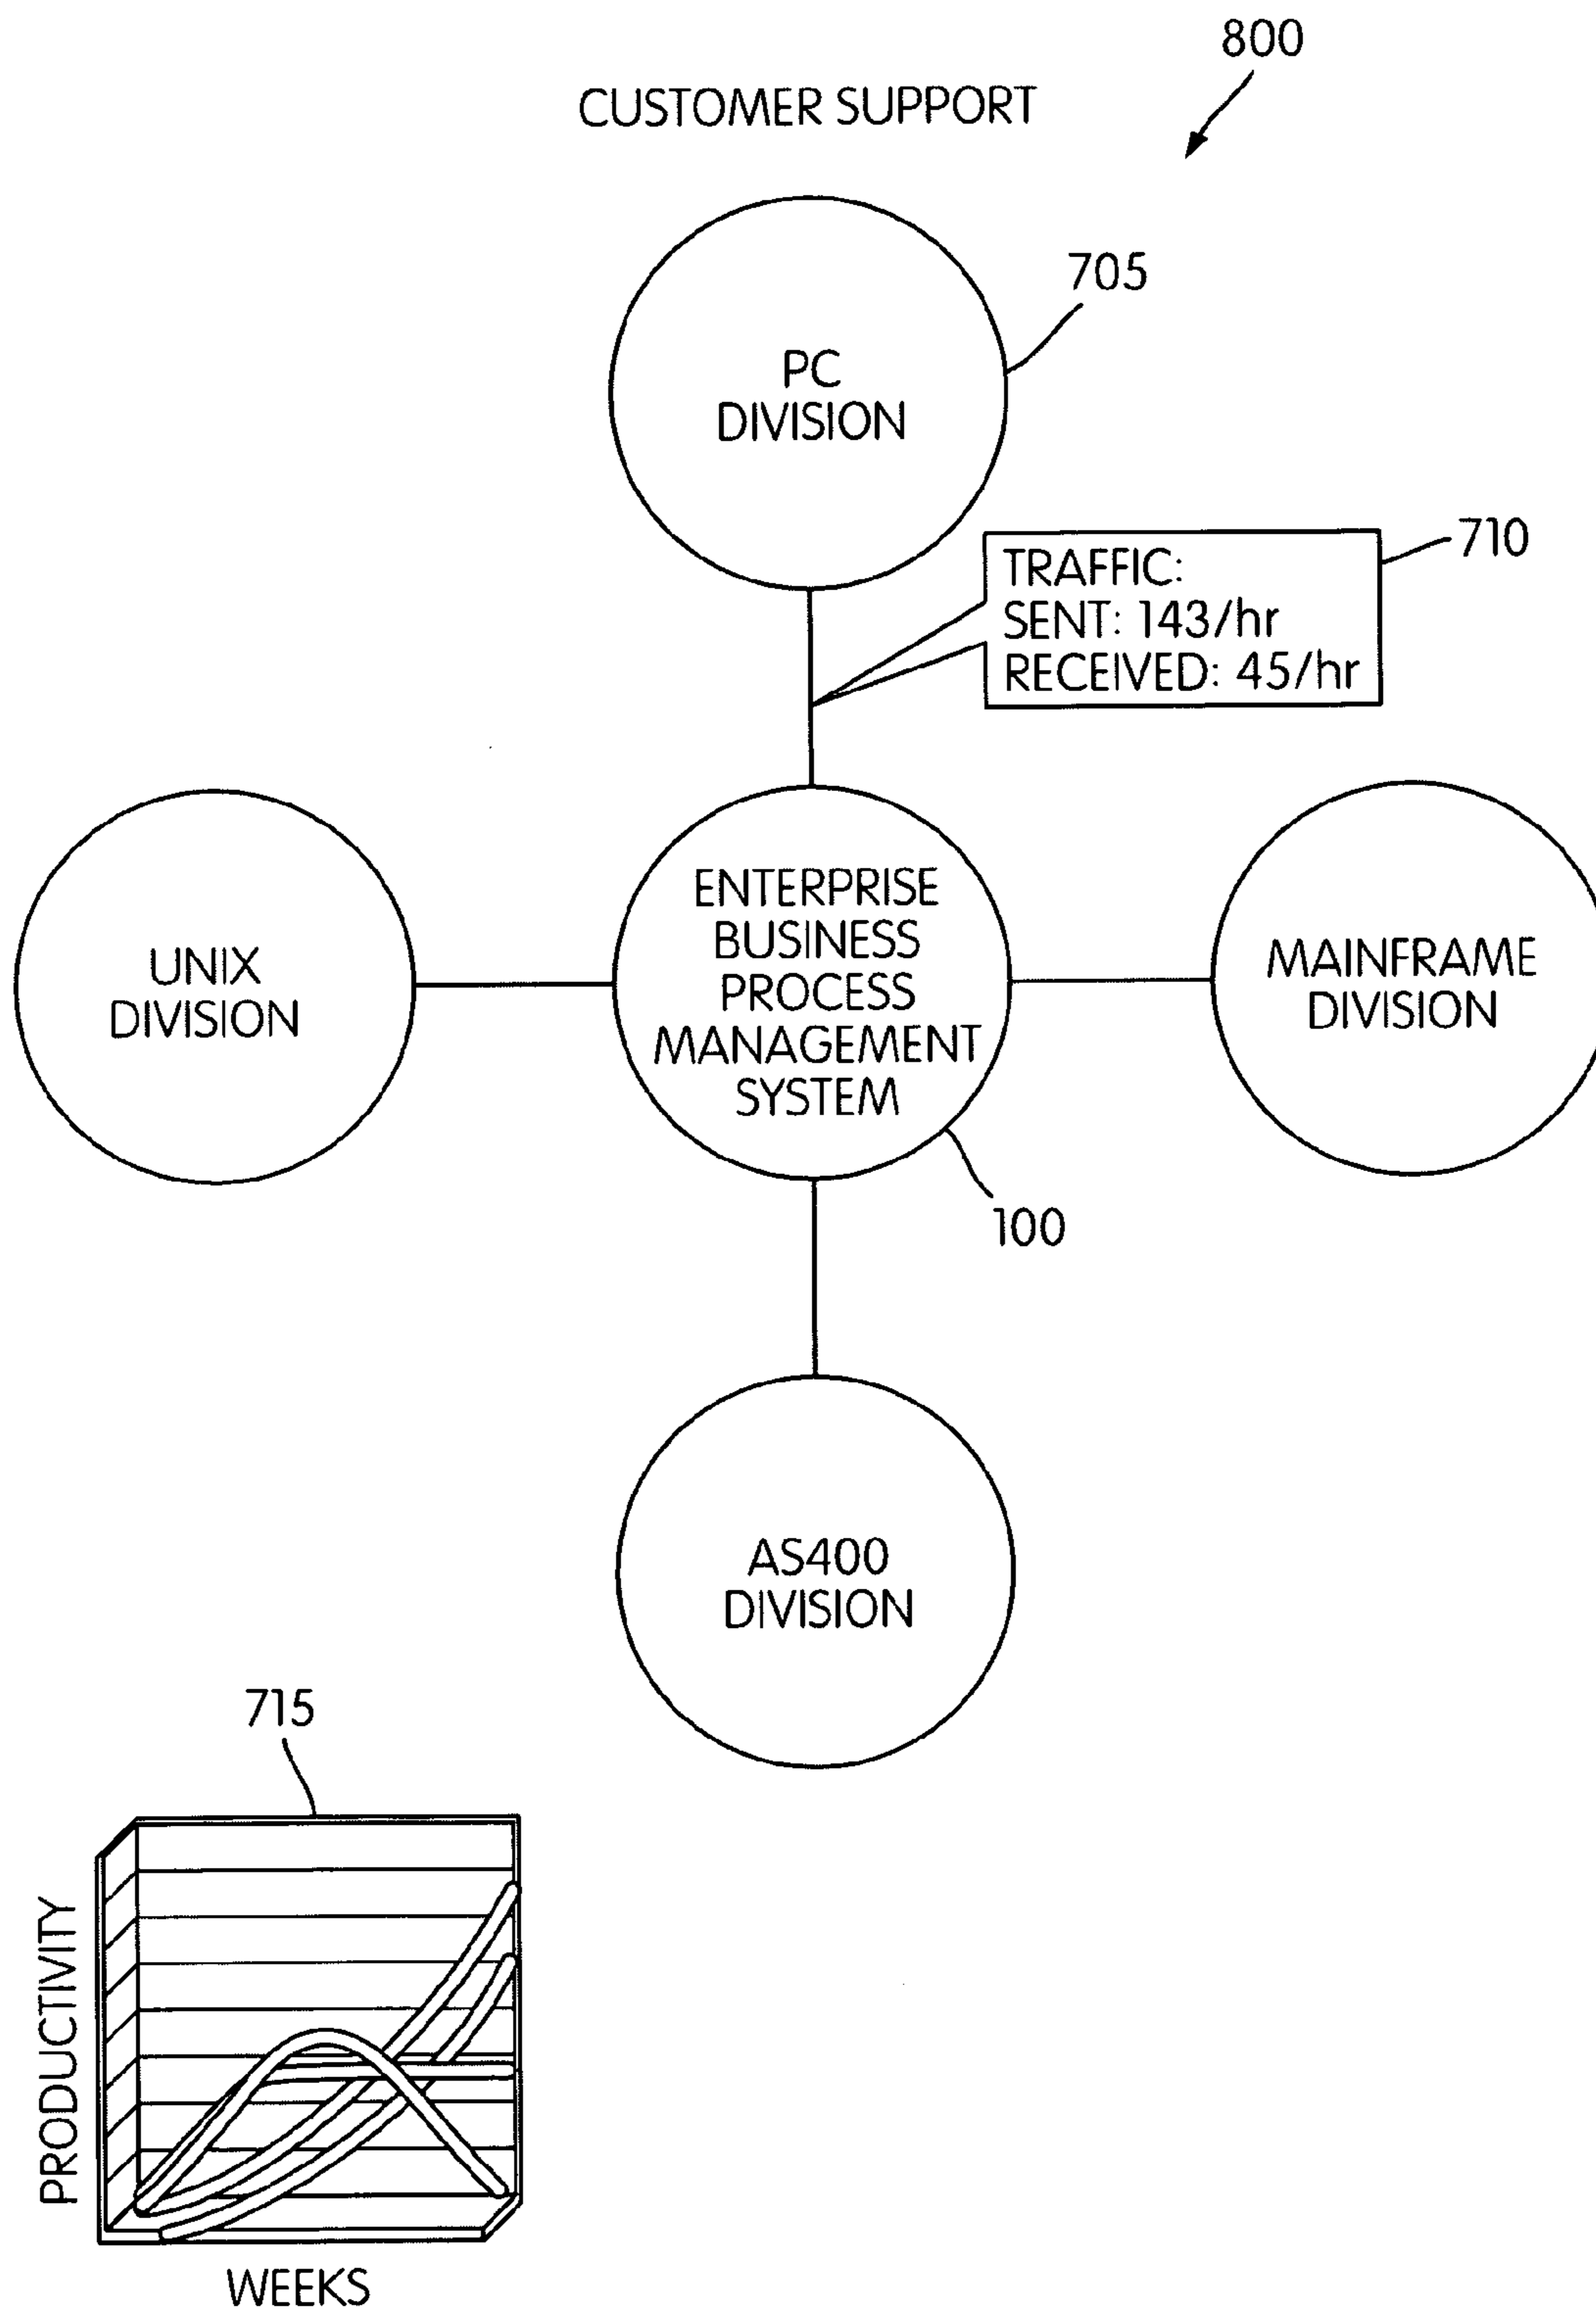 800
CUSTOMER SUPPORT
705
PC
DIVISION
710
TRAFFIC:
SENT: 143/hr
RECEIVED: 45/hr
UNIX
DIVISION
ENTERPRISE
BUSINESS
PROCESS
MANAGEMENT
SYSTEM
MAINFRAME
DIVISION
100
AS400
DIVISION
715
PRODUCTIVITY
WEEKS